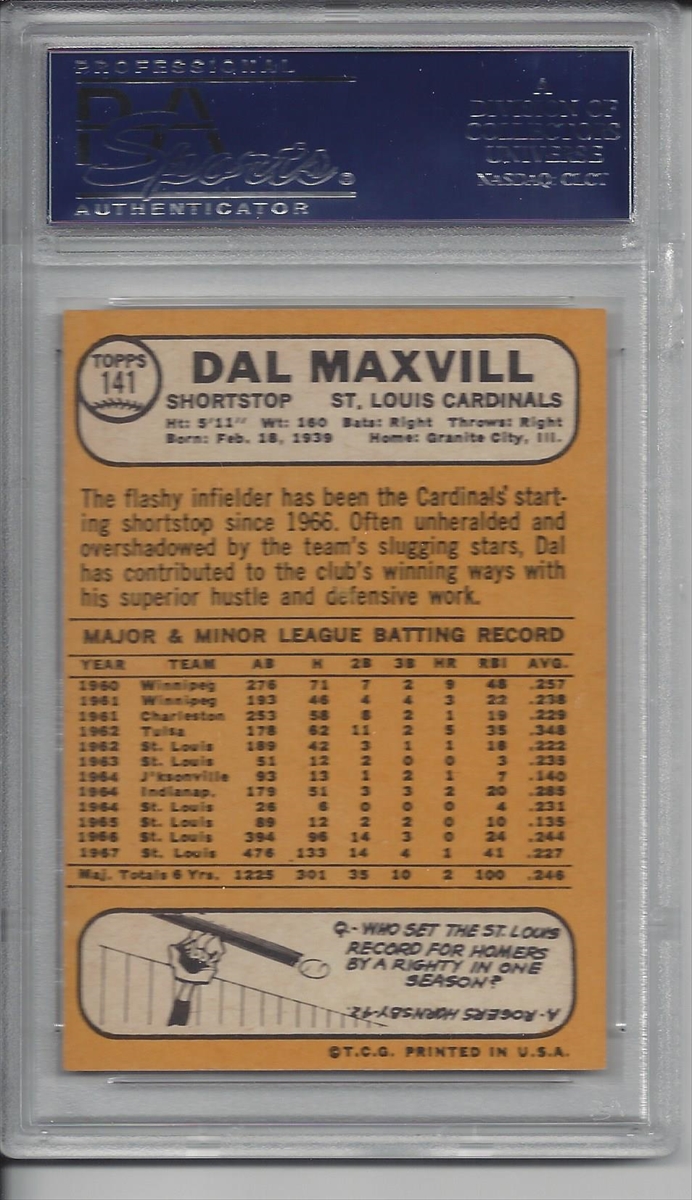 PROFESSIONAL
PSA
Sports®
AUTHENTICATOR
A
DIVISION OF
COLLECTORS
UNIVERSE
NASDAQ: CLCT
TOPPS
141
DAL MAXVILL
SHORTSTOP ST. LOUIS CARDINALS
Ht: 5'11" Wt: 160 Bats: Right Throws: Right
Born: Feb. 18, 1939 Home: Granite City, Ill.
The flashy infielder has been the Cardinals' start-
ing shortstop since 1966. Often unheralded and
overshadowed by the team's slugging stars, Dal
has contributed to the club's winning ways with
his superior hustle and defensive work.
MAJOR & MINOR LEAGUE BATTING RECORD
YEAR TEAM AB H 2B 3B HR RBI AVG.
1960 Winnipeg 276 71 7 2 9 48 .257
1961 Winnipeg 193 46 4 4 3 22 .238
1961 Charleston 253 58 8 2 1 19 .229
1962 Tulsa 178 62 11 2 5 35 .348
1962 St. Louis 189 42 3 1 1 18 .222
1963 St. Louis 51 12 2 0 0 3 .235
1964 J'ksonville 93 13 1 2 1 7 .140
1964 Indianap. 179 51 3 3 2 20 .285
1964 St. Louis 26 6 0 0 0 4 .231
1965 St. Louis 89 12 2 2 0 10 .135
1966 St. Louis 394 96 14 3 0 24 .244
1967 St. Louis 476 133 14 4 1 41 .227
Maj. Totals 6 Yrs. 1225 301 35 10 2 100 .246
Q.-WHO SET THE ST. LOUIS
RECORD FOR HOMERS
BY A RIGHTY IN ONE
SEASON?
A-ROGERS HORNSBY-42.
©T.C.G. PRINTED IN U.S.A.